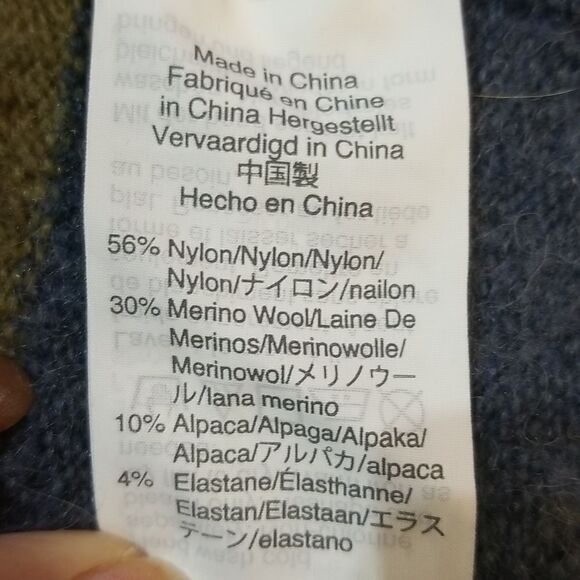 Made in China
Fabriqué en Chine
in China Hergestellt
Vervaardigd in China
中国製
Hecho en China
56% Nylon/Nylon/Nylon/
Nylon/ナイロン/nailon
30% Merino Wool/Laine De
Merinos/Merinowolle/
Merinowol/メリノウー
ル/lana merino
10% Alpaca/Alpaga/Alpaka/
Alpaca/アルパカ/alpaca
4% Elastane/Élasthanne/
Elastan/Elastaan/エラス
テーン/elastano